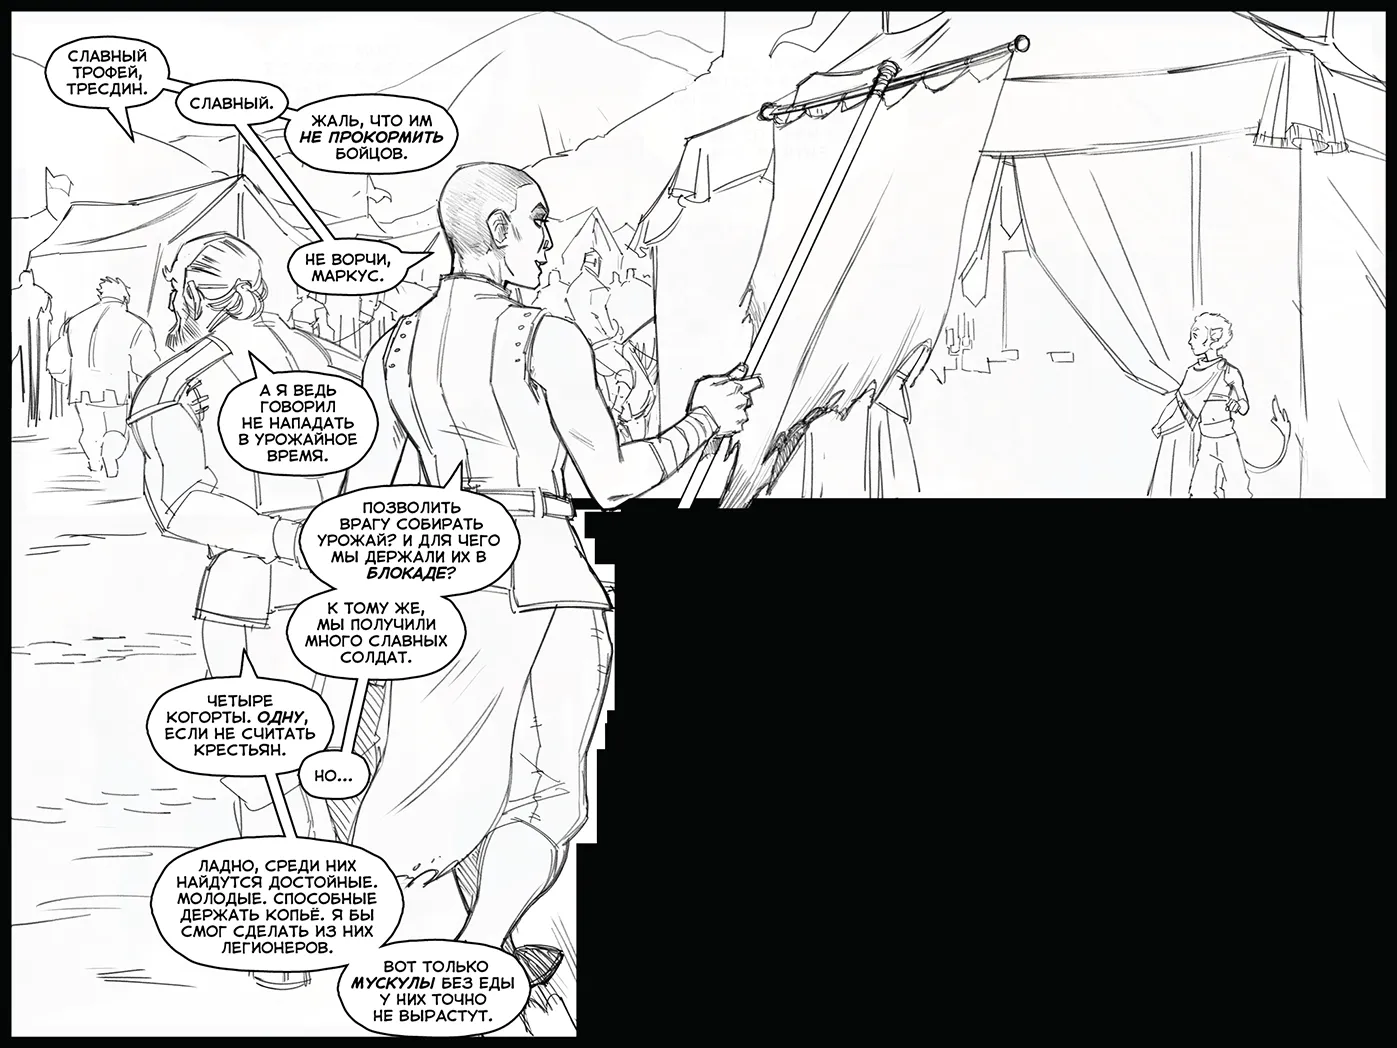 СЛАВНЫЙ
ТРОФЕЙ,
ТРЕСДИН.
СЛАВНЫЙ.
ЖАЛЬ, ЧТО ИМ
НЕ ПРОКОРМИТЬ
БОЙЦОВ.
НЕ ВОРЧИ,
МАРКУС.
А Я ВЕДЬ
ГОВОРИЛ
НЕ НАПАДАТЬ
В УРОЖАЙНОЕ
ВРЕМЯ.
ПОЗВОЛИТЬ
ВРАГУ СОБИРАТЬ
УРОЖАЙ? И ДЛЯ ЧЕГО
МЫ ДЕРЖАЛИ ИХ В
БЛОКАДЕ?
К ТОМУ ЖЕ,
МЫ ПОЛУЧИЛИ
МНОГО СЛАВНЫХ
СОЛДАТ.
ЧЕТЫРЕ
КОГОРТЫ. ОДНУ,
ЕСЛИ НЕ СЧИТАТЬ
КРЕСТЬЯН.
НО...
ЛАДНО, СРЕДИ НИХ
НАЙДУТСЯ ДОСТОЙНЫЕ.
МОЛОДЫЕ. СПОСОБНЫЕ
ДЕРЖАТЬ КОПЬЁ. Я БЫ
СМОГ СДЕЛАТЬ ИЗ НИХ
ЛЕГИОНЕРОВ.
ВОТ ТОЛЬКО
МУСКУЛЫ БЕЗ ЕДЫ
У НИХ ТОЧНО
НЕ ВЫРАСТУТ.